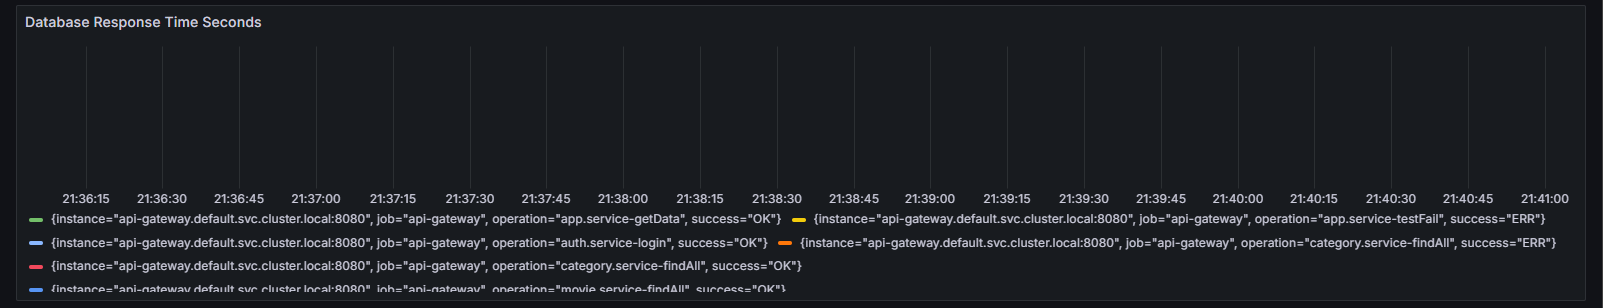 Database Response Time Seconds
21:36:15 21:36:30 21:36:45 21:37:00 21:37:15 21:37:30 21:37:45 21:38:00 21:38:15 21:38:30 21:38:45 21:39:00 21:39:15 21:39:30 21:39:45 21:40:00 21:40:15 21:40:30 21:40:45 21:41:00
{instance="api-gateway.default.svc.cluster.local:8080", job="api-gateway", operation="app.service-getData", success="OK"} {instance="api-gateway.default.svc.cluster.local:8080", job="api-gateway", operation="app.service-testFail", success="ERR"}
{instance="api-gateway.default.svc.cluster.local:8080", job="api-gateway", operation="auth.service-login", success="OK"} {instance="api-gateway.default.svc.cluster.local:8080", job="api-gateway", operation="category.service-findAll", success="ERR"}
{instance="api-gateway.default.svc.cluster.local:8080", job="api-gateway", operation="category.service-findAll", success="OK"}
{instance="api-gateway.default.svc.cluster.local:8080", job="api-gateway", operation="movie.service-findAll", success="OK"}